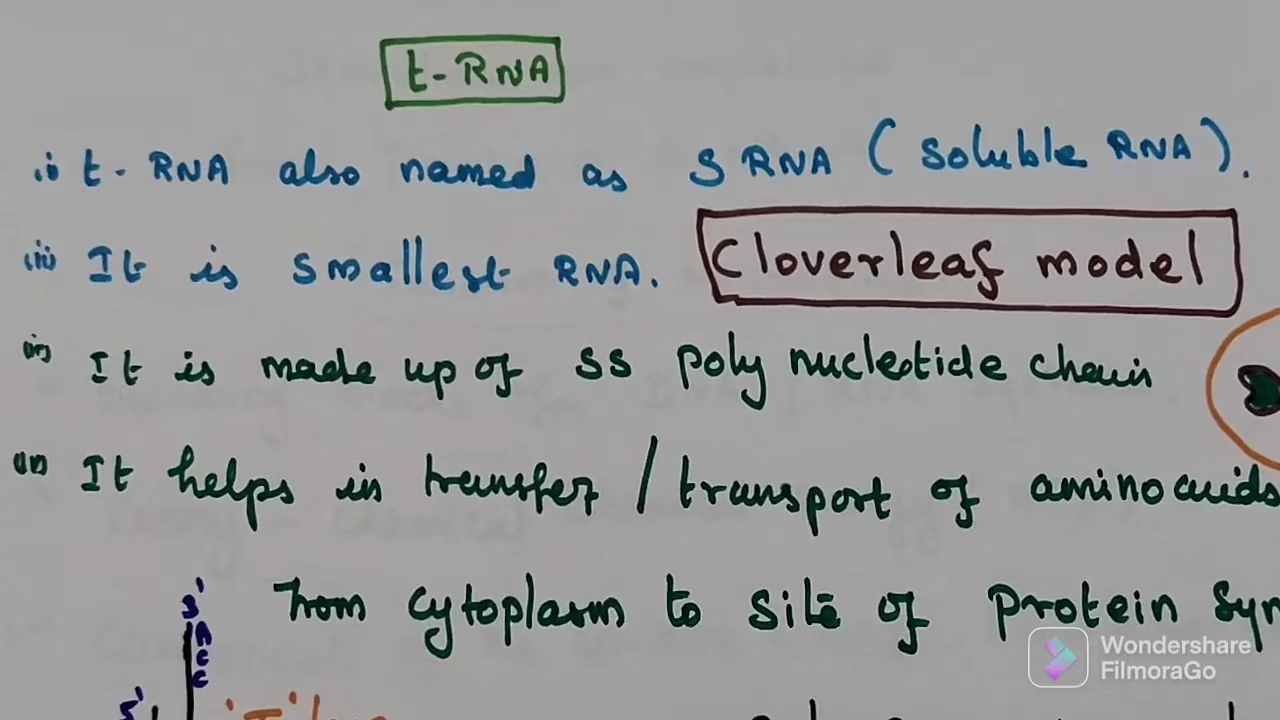 t-RNA
i) t-RNA also named as SRNA (Soluble RNA).
ii) It is smallest RNA.
Cloverleaf model
iii) It is made up of SS poly nucleotide chain
iv) It helps in transfer / transport of aminoacids
from cytoplasm to site of protein Syn
3'
A
C
C
5'
Wondershare
FilmoraGo